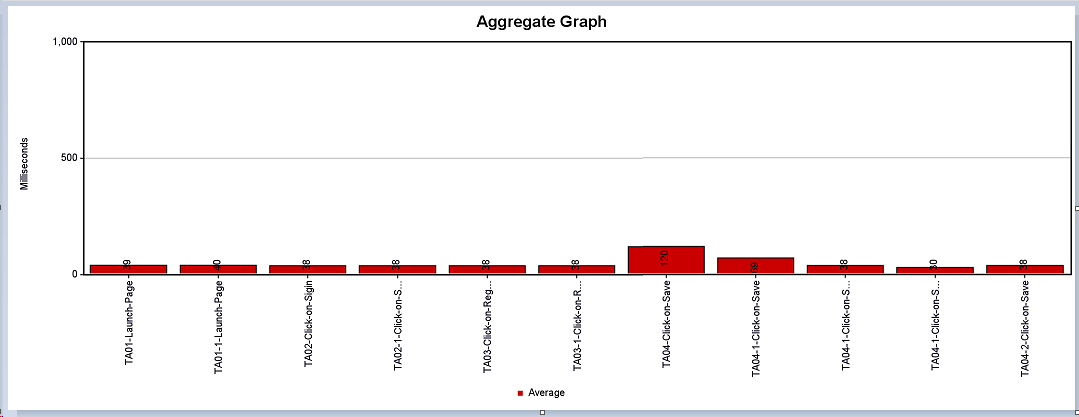 Aggregate Graph
1,000
500
0
Milliseconds
39
40
38
38
38
38
120
69
38
30
38
TA01-Launch-Page
TA01-1-Launch-Page
TA02-Click-on-Sigin
TA02-1-Click-on-S...
TA03-Click-on-Reg...
TA03-1-Click-on-R...
TA04-Click-on-Save
TA04-1-Click-on-Save
TA04-1-Click-on-S...
TA04-1-Click-on-S...
TA04-2-Click-on-Save
Average